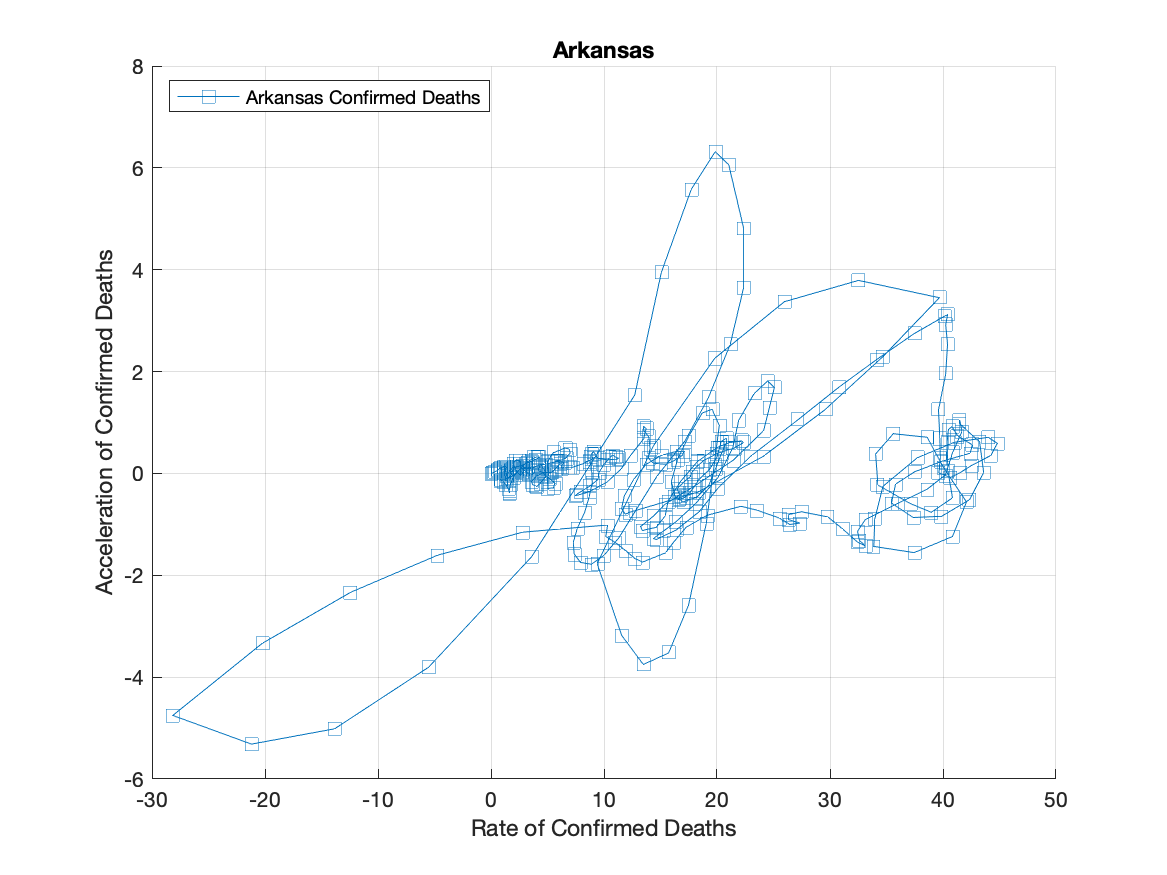 Arkansas
Arkansas Confirmed Deaths
8
6
4
2
0
-2
-4
-6
Acceleration of Confirmed Deaths
-30 -20 -10 0 10 20 30 40 50
Rate of Confirmed Deaths